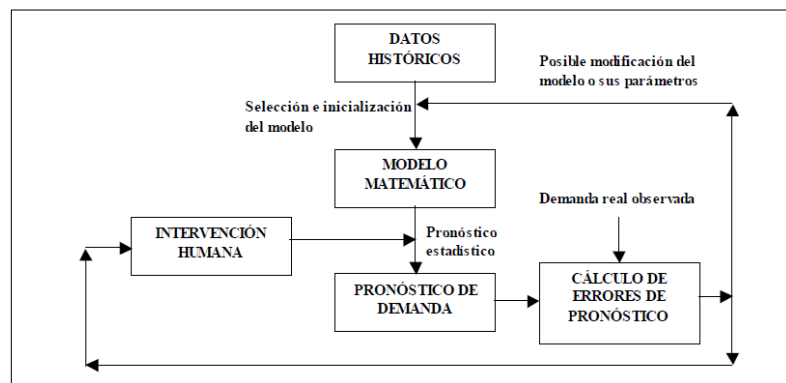 DATOS
HISTÓRICOS
Posible modificación del
modelo o sus parámetros
Selección e inicialización
del modelo
MODELO
MATEMÁTICO
Demanda real observada
INTERVENCIÓN
HUMANA
Pronóstico
estadístico
PRONÓSTICO DE
DEMANDA
CÁLCULO DE
ERRORES DE
PRONÓSTICO